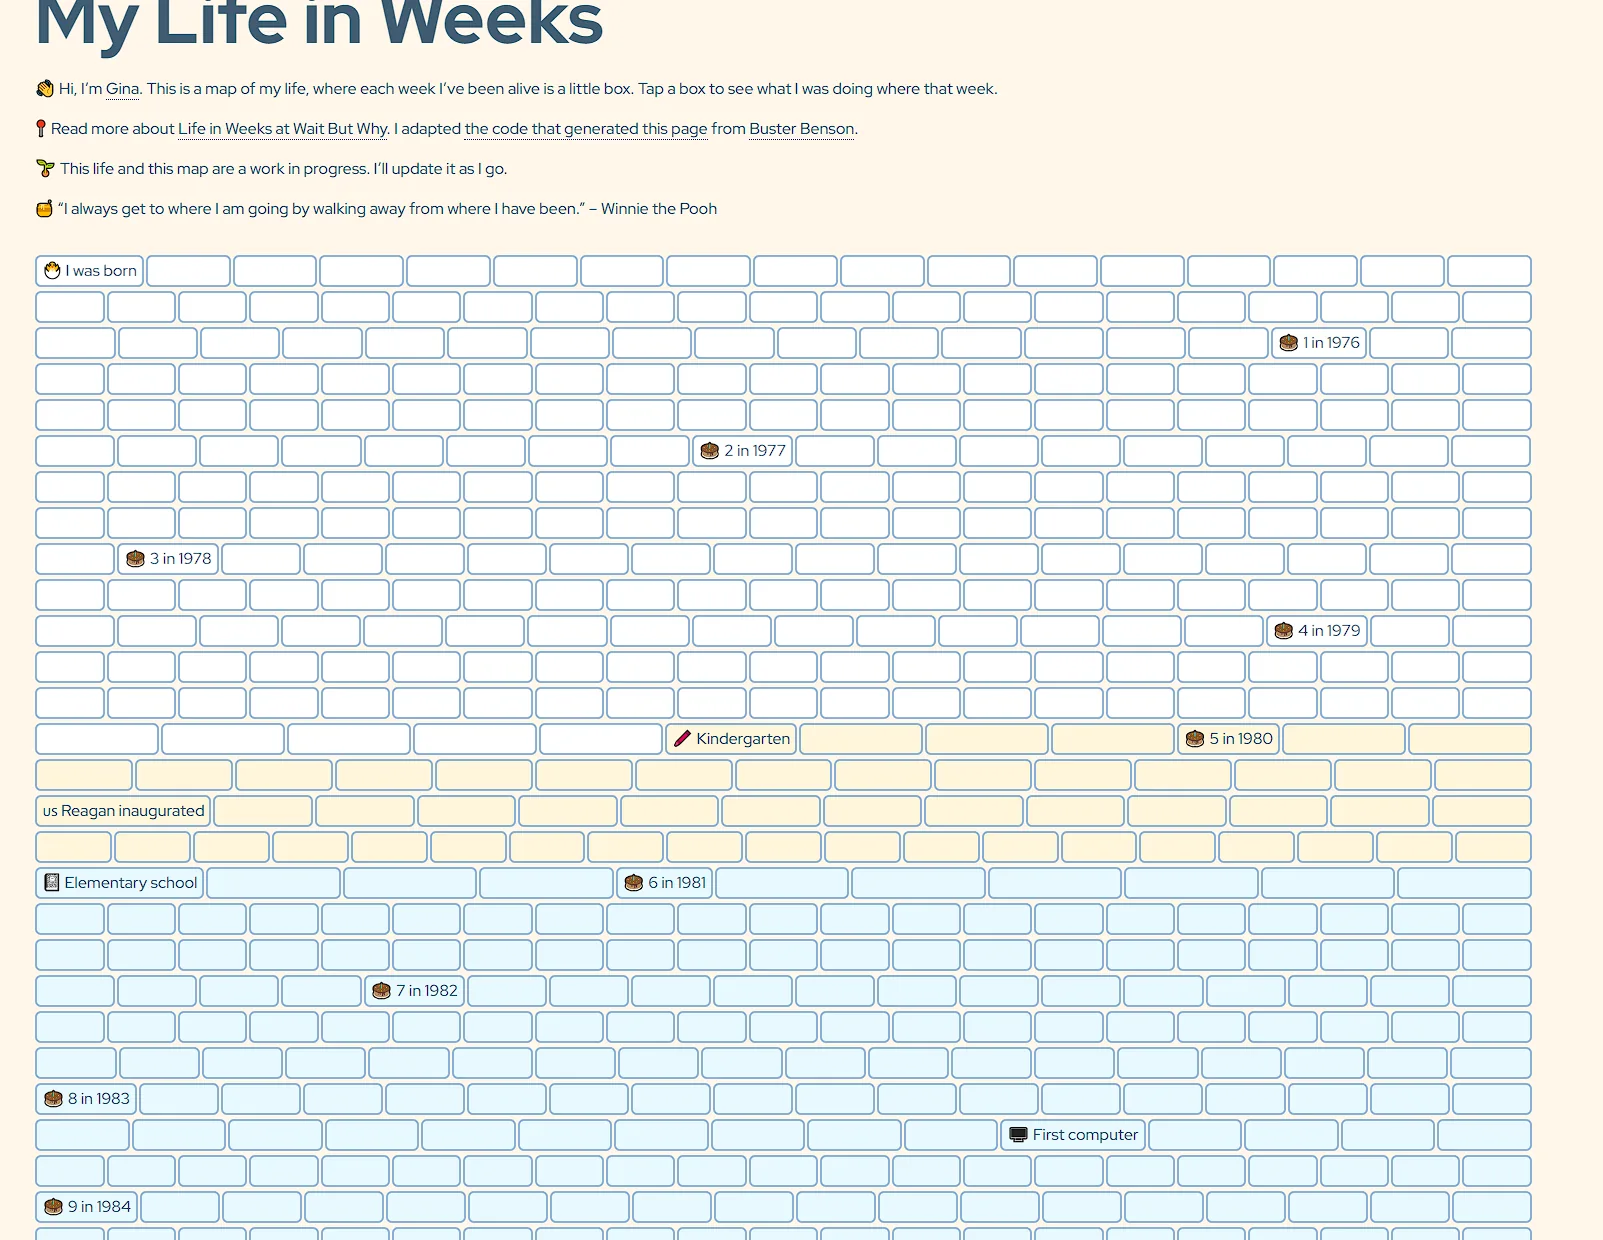 My Life in Weeks
👋 Hi, I'm Gina. This is a map of my life, where each week I've been alive is a little box. Tap a box to see what I was doing where that week.
📍 Read more about Life in Weeks at Wait But Why. I adapted the code that generated this page from Buster Benson.
🌱 This life and this map are a work in progress. I'll update it as I go.
🍯 “I always get to where I am going by walking away from where I have been.” – Winnie the Pooh
🐣 I was born
🎂 1 in 1976
🎂 2 in 1977
🎂 3 in 1978
🎂 4 in 1979
🖍 Kindergarten 🎂 5 in 1980
us Reagan inaugurated
📓 Elementary school 🎂 6 in 1981
🎂 7 in 1982
🎂 8 in 1983
🖥 First computer
🎂 9 in 1984